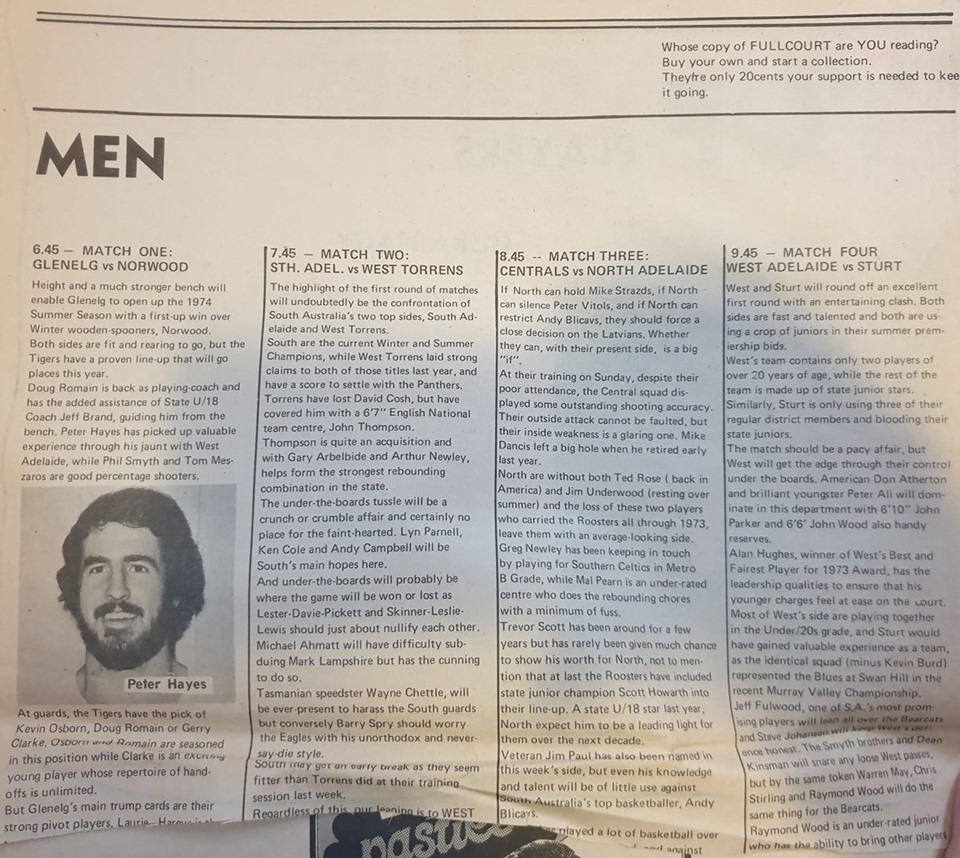 Whose copy of FULLCOURT are YOU reading?
Buy your own and start a collection.
They're only 20cents your support is needed to kee
it going.
MEN
6.45 — MATCH ONE:
GLENELG vs NORWOOD
Height and a much stronger bench will
enable Glenelg to open up the 1974
Summer Season with a first-up win over
Winter wooden-spooners, Norwood.
Both sides are fit and rearing to go, but the
Tigers have a proven line-up that will go
places this year.
Doug Romain is back as playing-coach and
has the added assistance of State U/18
Coach Jeff Brand, guiding him from the
bench. Peter Hayes has picked up valuable
experience through his jaunt with West
Adelaide, while Phil Smyth and Tom Mes-
zaros are good percentage shooters.
Peter Hayes
At guards, the Tigers have the pick of
Kevin Osborn, Doug Romain or Gerry
Clarke. Osborn and Romain are seasoned
in this position while Clarke is an exciting
young player whose repertoire of hand-
offs is unlimited.
But Glenelg's main trump cards are their
strong pivot players, Laurie
7.45 — MATCH TWO:
STH. ADEL. vs WEST TORRENS
The highlight of the first round of matches
will undoubtedly be the confrontation of
South Australia's two top sides, South Ad-
elaide and West Torrens.
South are the current Winter and Summer
Champions, while West Torrens laid strong
claims to both of those titles last year, and
have a score to settle with the Panthers.
Torrens have lost David Cosh, but have
covered him with a 6'7" English National
team centre, John Thompson.
Thompson is quite an acquisition and
with Gary Arbelbide and Arthur Newley,
helps form the strongest rebounding
combination in the state.
The under-the-boards tussle will be a
crunch or crumble affair and certainly no
place for the faint-hearted. Lyn Parnell,
Ken Cole and Andy Campbell will be
South's main hopes here.
And under-the-boards will probably be
where the game will be won or lost as
Lester-Davie-Pickett and Skinner-Leslie-
Lewis should just about nullify each other.
Michael Ahmatt will have difficulty sub-
duing Mark Lampshire but has the cunning
to do so.
Tasmanian speedster Wayne Chettle, will
be ever-present to harass the South guards
but conversely Barry Spry should worry
the Eagles with his unorthodox and never-
say-die style.
South may get an early break as they seem
fitter than Torrens did at their training
session last week.
Regardless of this our leaning is to WEST
8.45 -- MATCH THREE:
CENTRALS vs NORTH ADELAIDE
If North can hold Mike Strazds, if North
can silence Peter Vitols, and if North can
restrict Andy Blicavs, they should force a
close decision on the Latvians. Whether
they can, with their present side, is a big
"if".
At their training on Sunday, despite their
poor attendance, the Central squad dis-
played some outstanding shooting accuracy.
Their outside attack cannot be faulted, but
their inside weakness is a glaring one. Mike
Dancis left a big hole when he retired early
last year.
North are without both Ted Rose ( back in
America) and Jim Underwood (resting over
summer) and the loss of these two players
who carried the Roosters all through 1973,
leave them with an average-looking side.
Greg Newley has been keeping in touch
by playing for Southern Celtics in Metro
B Grade, while Mal Pearn is an under-rated
centre who does the rebounding chores
with a minimum of fuss.
Trevor Scott has been around for a few
years but has rarely been given much chance
to show his worth for North, not to men-
tion that at last the Roosters have included
state junior champion Scott Howarth into
their line-up. A state U/18 star last year,
North expect him to be a leading light for
them over the next decade.
Veteran Jim Paul has also been named in
this week's side, but even his knowledge
and talent will be of little use against
South Australia's top basketballer, Andy
Blicavs.
played a lot of basketball over
and against
9.45 — MATCH FOUR
WEST ADELAIDE vs STURT
West and Sturt will round off an excellent
first round with an entertaining clash. Both
sides are fast and talented and both are us-
ing a crop of juniors in their summer prem-
iership bids.
West's team contains only two players of
over 20 years of age, while the rest of the
team is made up of state junior stars.
Similarly, Sturt is only using three of their
regular district members and blooding their
state juniors.
The match should be a pacy affair, but
West will get the edge through their control
under the boards. American Don Atherton
and brilliant youngster Peter Ali will dom-
inate in this department with 6'10" John
Parker and 6'6' John Wood also handy
reserves.
Alan Hughes, winner of West's Best and
Fairest Player for 1973 Award, has the
leadership qualities to ensure that his
younger charges feel at ease on the court.
Most of West's side are playing together
in the Under/20s grade, and Sturt would
have gained valuable experience as a team,
as the identical squad (minus Kevin Burd)
represented the Blues at Swan Hill in the
recent Murray Valley Championship.
Jeff Fulwood, one of S.A.'s most prom-
ising players will leap all over the Bearcats
and Steve Johansen will keep West's def-
ence honest. The Smyth brothers and Dean
Kinsman will snare any loose West passes,
but by the same token Warren May, Chris
Stirling and Raymond Wood will do the
same thing for the Bearcats.
Raymond Wood is an under-rated junior
who has the ability to bring other players
pasties